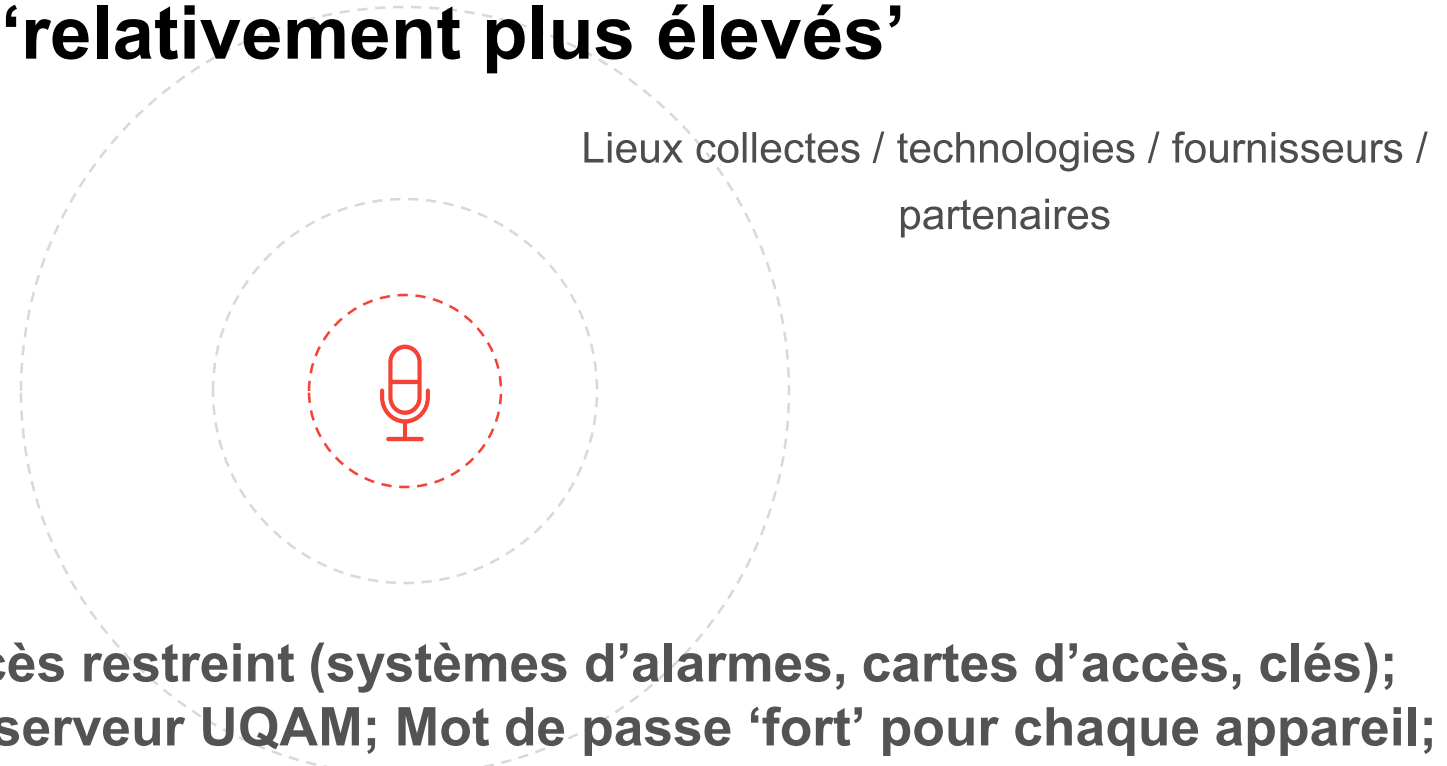 ‘relativement plus élevés’
Lieux collectes / technologies / fournisseurs /
partenaires
restreint (systèmes d’alarmes, cartes d’accès, clés);
serveur UQAM; Mot de passe ‘fort’ pour chaque appareil;